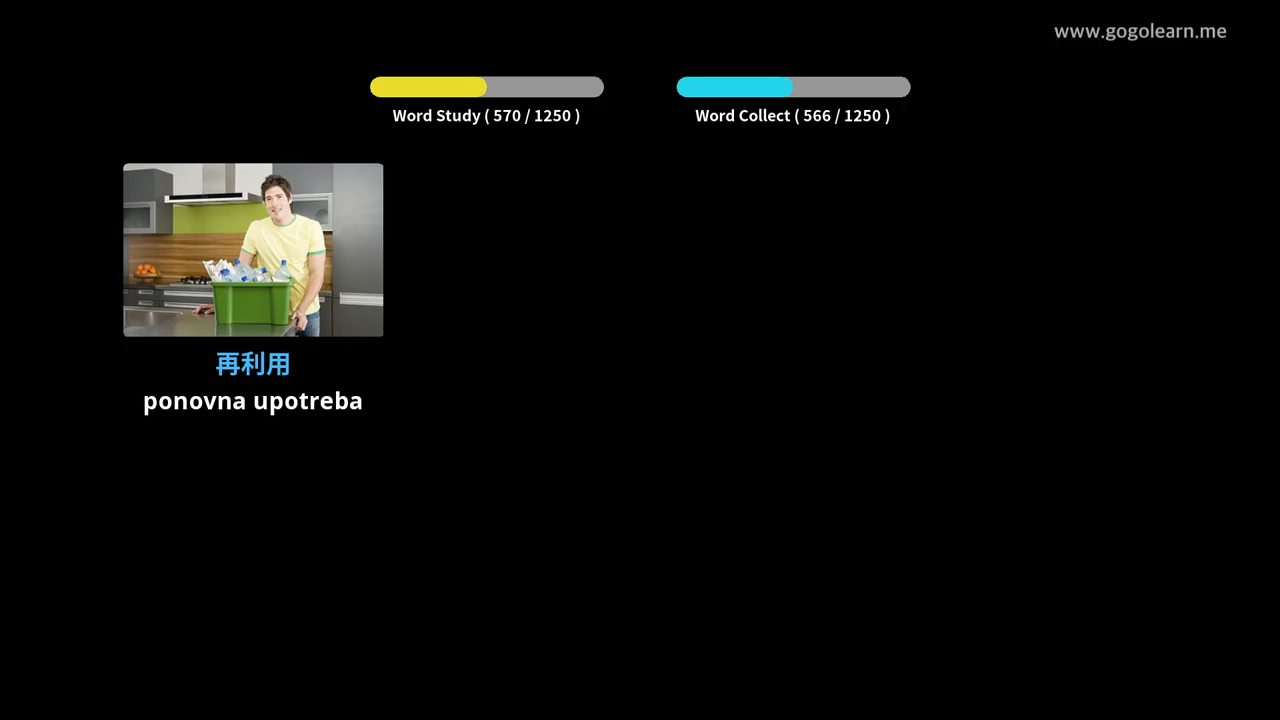 www.gogolearn.me
Word Study ( 570 / 1250 )
Word Collect ( 566 / 1250 )
再利用
ponovna upotreba